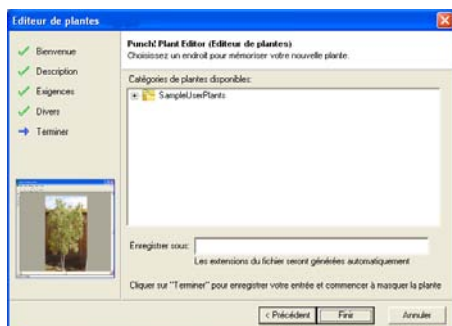 Editeur de plantes
Bienvenue
Description
Exigences
Divers
Terminer
Punch! Plant Editor (Editeur de plantes)
Choisissez un endroit pour mémoriser votre nouvelle plante.
Catégories de plantes disponibles:
SampleUserPlants
Enregistrer sous:
Les extensions du fichier seront générées automatiquement
Cliquer sur "Terminer" pour enregistrer votre entrée et commencer à masquer la plante
< Précédent
Finir
Annuler